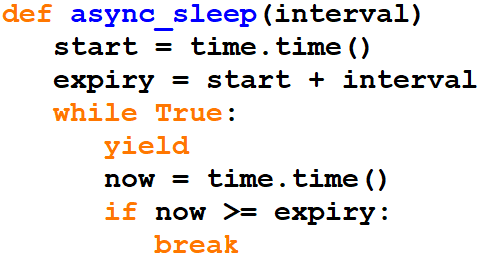 def async_sleep(interval)
    start = time.time()
    expiry = start + interval
    while True:
        yield
        now = time.time()
        if now >= expiry:
            break